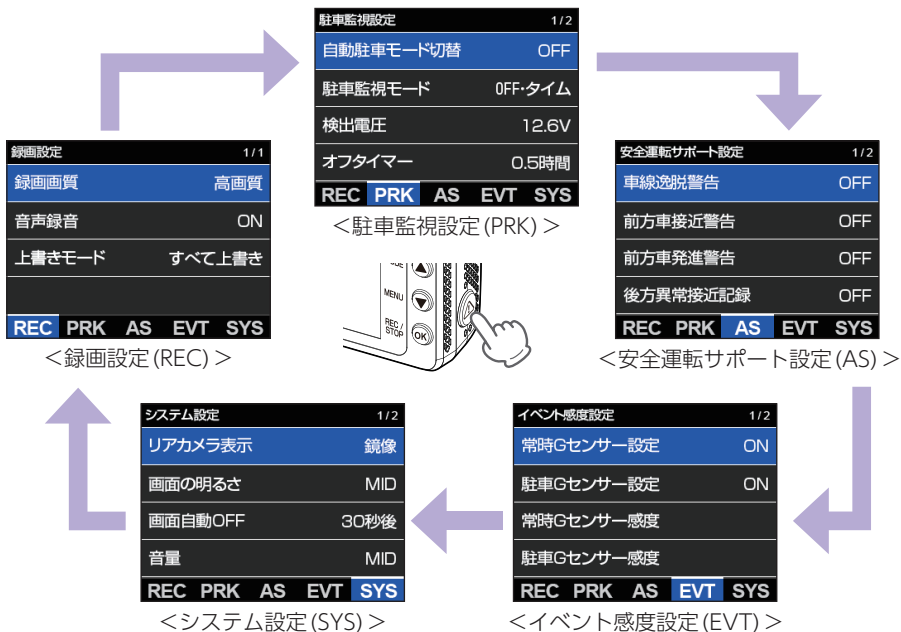 駐車監視設定 1/2
自動駐車モード切替 OFF
駐車監視モード OFF・タイム
検出電圧 12.6V
オフタイマー 0.5時間
REC PRK AS EVT SYS
＜駐車監視設定(PRK)＞
録画設定 1/1
録画画質 高画質
音声録音 ON
上書きモード すべて上書き
REC PRK AS EVT SYS
＜録画設定(REC)＞
MENU
REC /
STOP
OK
安全運転サポート設定 1/2
車線逸脱警告 OFF
前方車接近警告 OFF
前方車発進警告 OFF
後方異常接近記録 OFF
REC PRK AS EVT SYS
＜安全運転サポート設定(AS)＞
システム設定 1/2
リアカメラ表示 鏡像
画面の明るさ MID
画面自動OFF 30秒後
音量 MID
REC PRK AS EVT SYS
＜システム設定(SYS)＞
イベント感度設定 1/2
常時Gセンサー設定 ON
駐車Gセンサー設定 ON
常時Gセンサー感度
駐車Gセンサー感度
REC PRK AS EVT SYS
＜イベント感度設定(EVT)＞